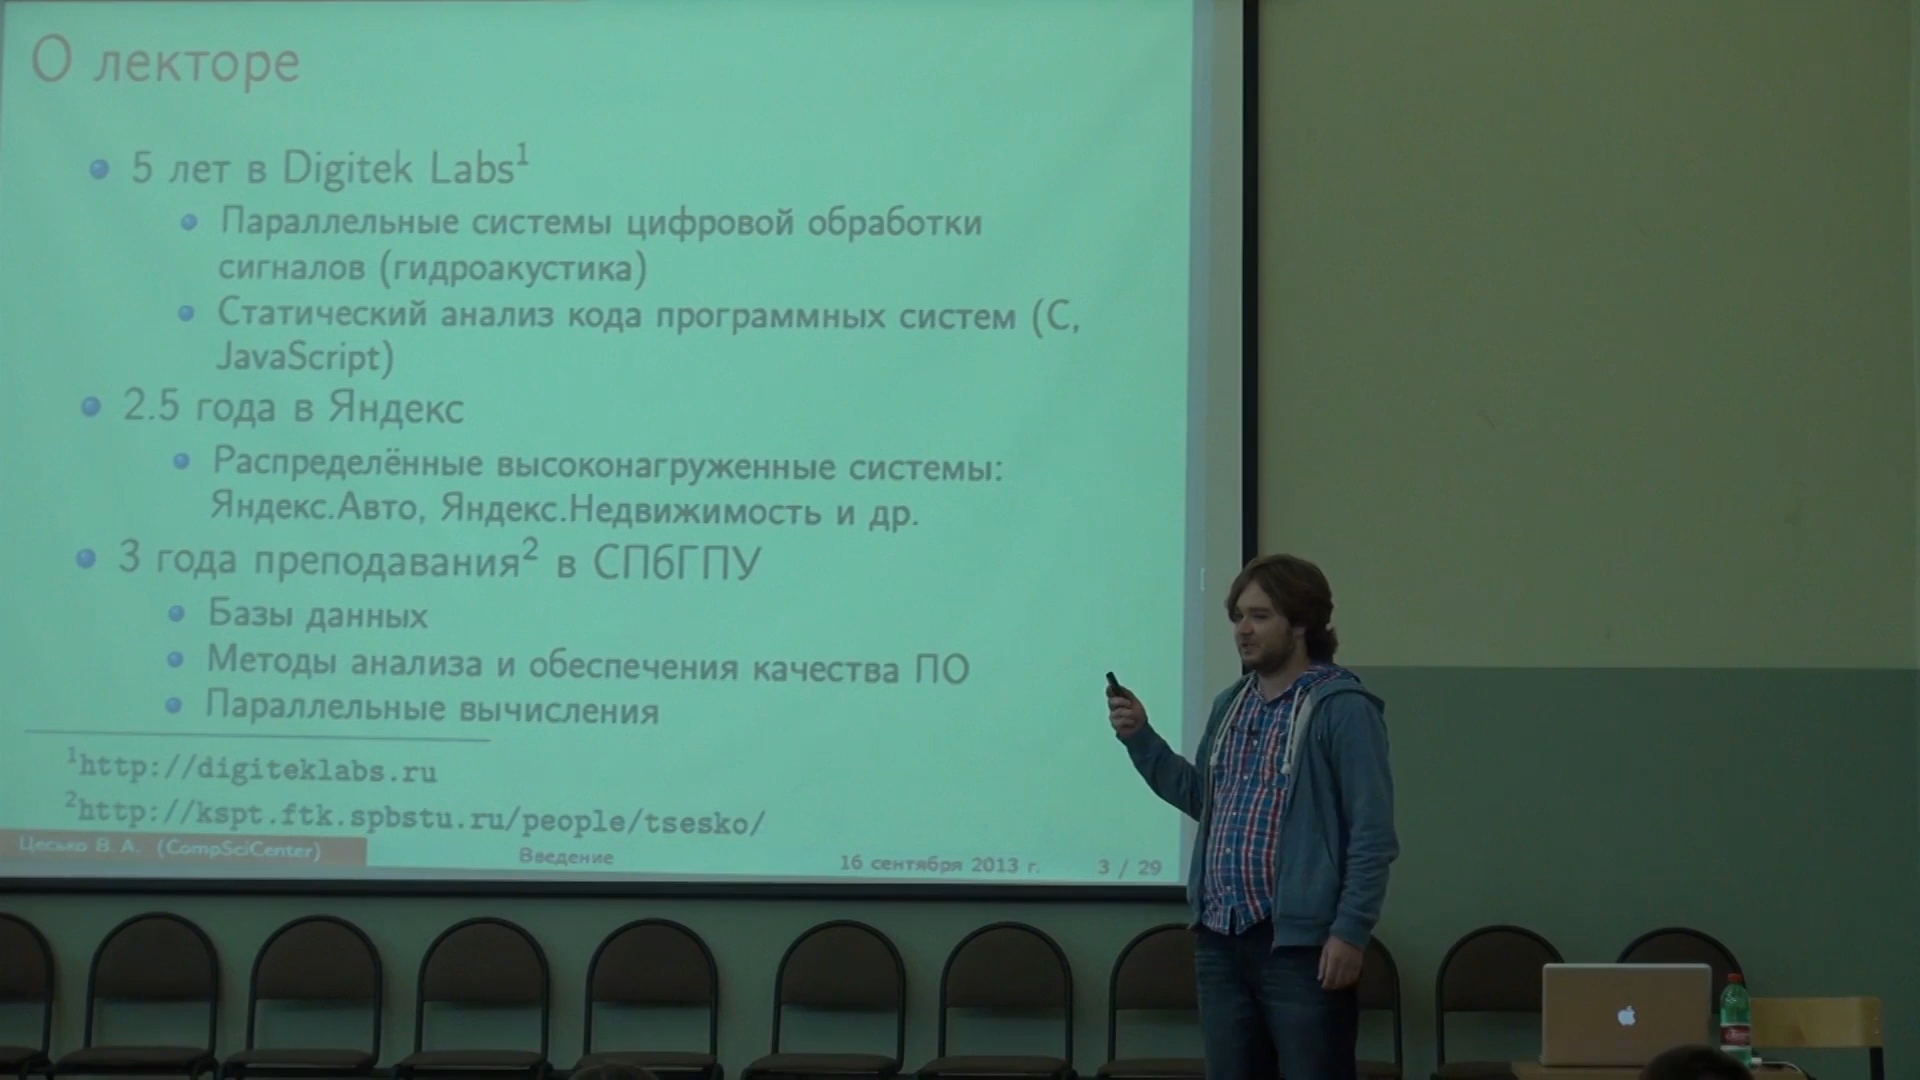 О лекторе
5 лет в Digitek Labs¹
Параллельные системы цифровой обработки
сигналов (гидроакустика)
Статический анализ кода программных систем (C,
JavaScript)
2.5 года в Яндекс
Распределённые высоконагруженные системы:
Яндекс.Авто, Яндекс.Недвижимость и др.
3 года преподавания² в СПбГПУ
Базы данных
Методы анализа и обеспечения качества ПО
Параллельные вычисления
¹http://digiteklabs.ru
²http://kspt.ftk.spbstu.ru/people/tsesko/
Цесько В. А. (CompSciCenter)
Введение
16 сентября 2013 г.
3 / 29